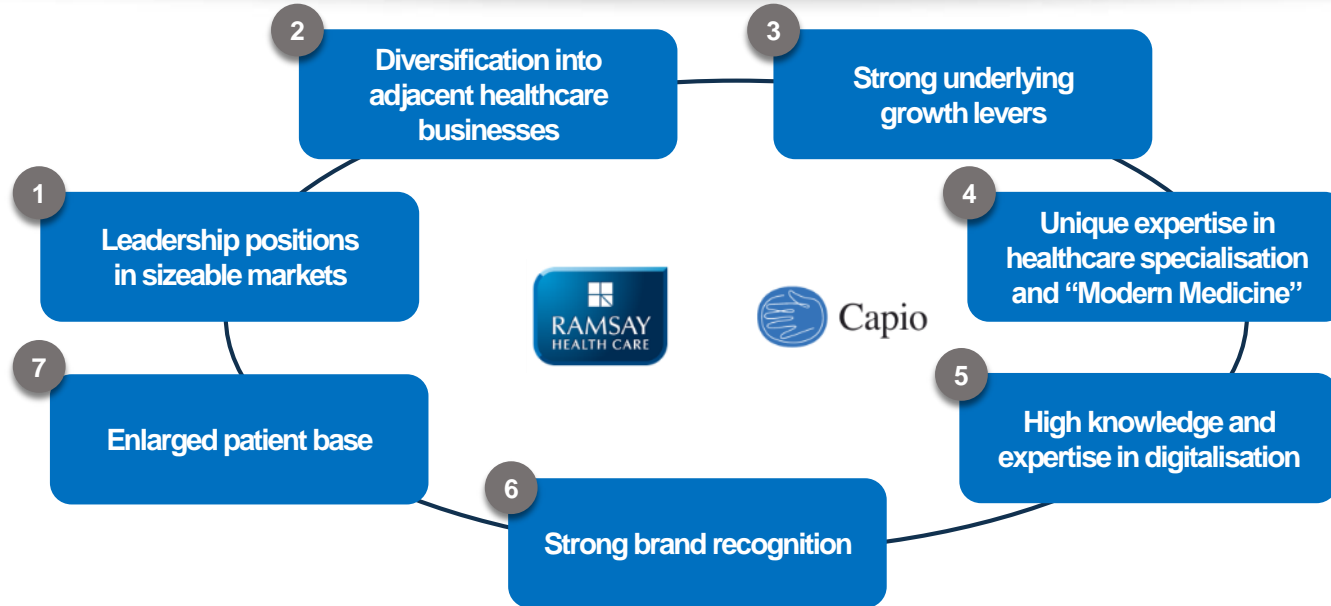 1
Leadership positions
in sizeable markets
2
Diversification into
adjacent healthcare
businesses
3
Strong underlying
growth levers
4
Unique expertise in
healthcare specialisation
and “Modern Medicine”
5
High knowledge and
expertise in digitalisation
6
Strong brand recognition
7
Enlarged patient base
RAMSAY
HEALTH CARE
Capio